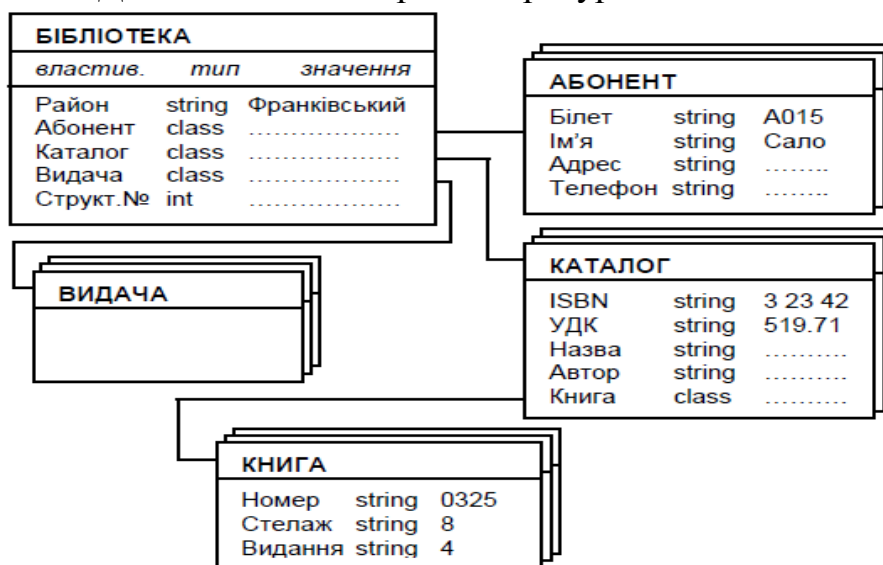 БІБЛІОТЕКА
властив. тип значення
Район string Франківський
Абонент class ..................
Каталог class ..................
Видача class ..................
Структ.№ int ..................
АБОНЕНТ
Білет string А015
Ім'я string Сало
Адрес string ........
Телефон string ........
ВИДАЧА
КАТАЛОГ
ISBN string 3 23 42
УДК string 519.71
Назва string ..........
Автор string ..........
Книга class ..........
КНИГА
Номер string 0325
Стелаж string 8
Видання string 4